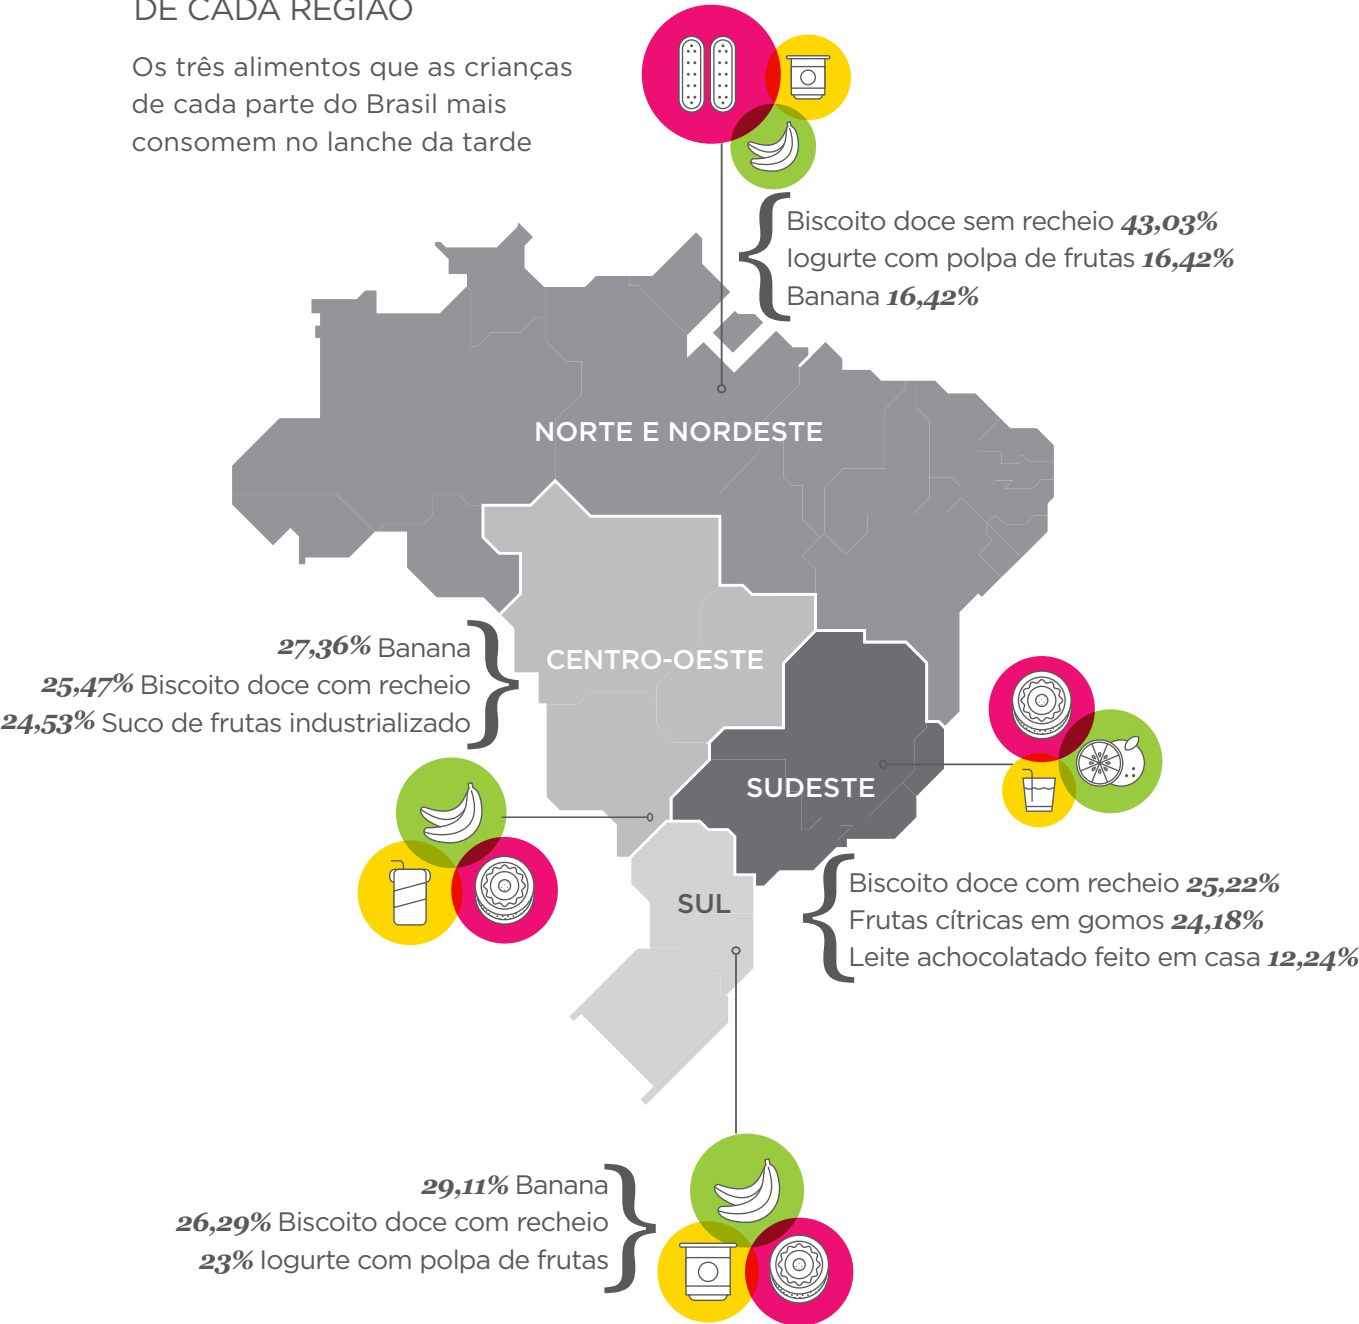 DE CADA REGIÃO
Os três alimentos que as crianças
de cada parte do Brasil mais
consomem no lanche da tarde
Biscoito doce sem recheio 43,03%
Iogurte com polpa de frutas 16,42%
Banana 16,42%
NORTE E NORDESTE
27,36% Banana
25,47% Biscoito doce com recheio
24,53% Suco de frutas industrializado
CENTRO-OESTE
SUDESTE
Biscoito doce com recheio 25,22%
Frutas cítricas em gomos 24,18%
Leite achocolatado feito em casa 12,24%
SUL
29,11% Banana
26,29% Biscoito doce com recheio
23% Iogurte com polpa de frutas